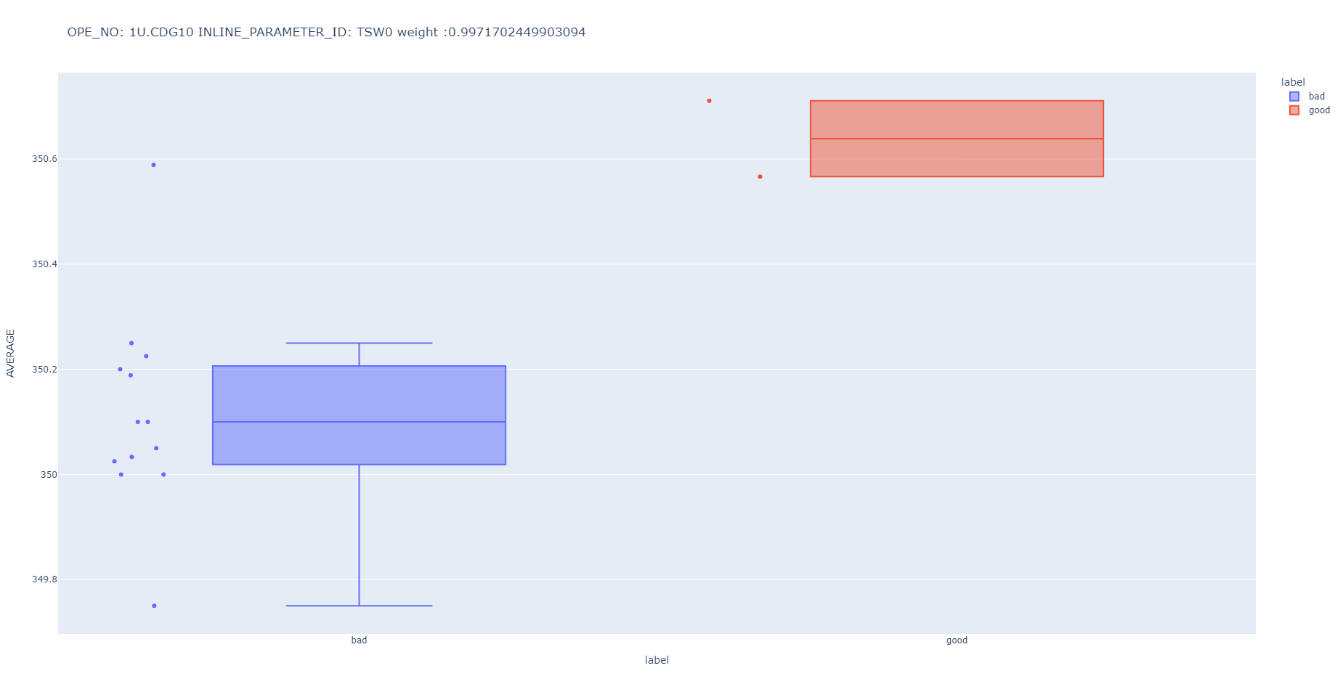 OPE_NO: 1U.CDG10 INLINE_PARAMETER_ID: TSW0 weight :0.9971702449903094
label
bad
good
350.6
350.4
350.2
350
349.8
AVERAGE
bad
good
label